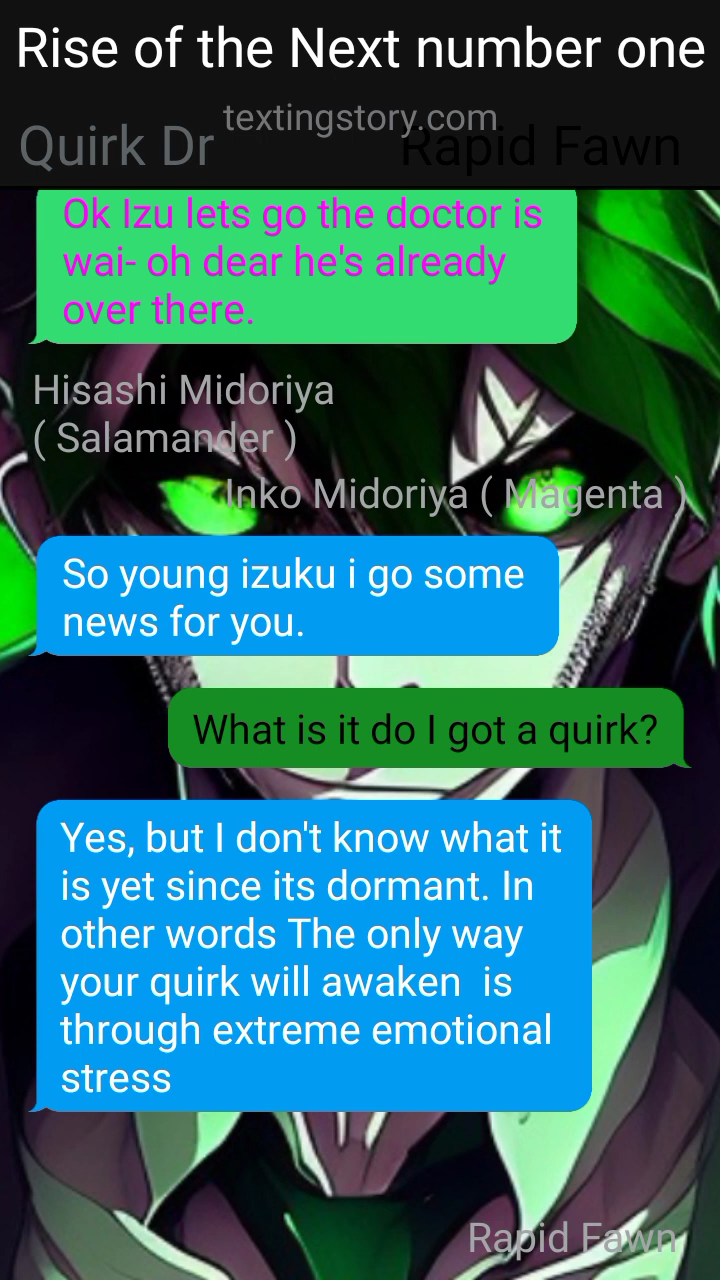 Rise of the Next number one
textingstory.com
Quirk Dr
Rapid Fawn
Ok Izu lets go the doctor is
wai- oh dear he's already
over there.
Hisashi Midoriya
( Salamander )
Inko Midoriya ( Magenta )
So young izuku i go some
news for you.
What is it do I got a quirk?
Yes, but I don't know what it
is yet since its dormant. In
other words The only way
your quirk will awaken  is
through extreme emotional
stress
Rapid Fawn